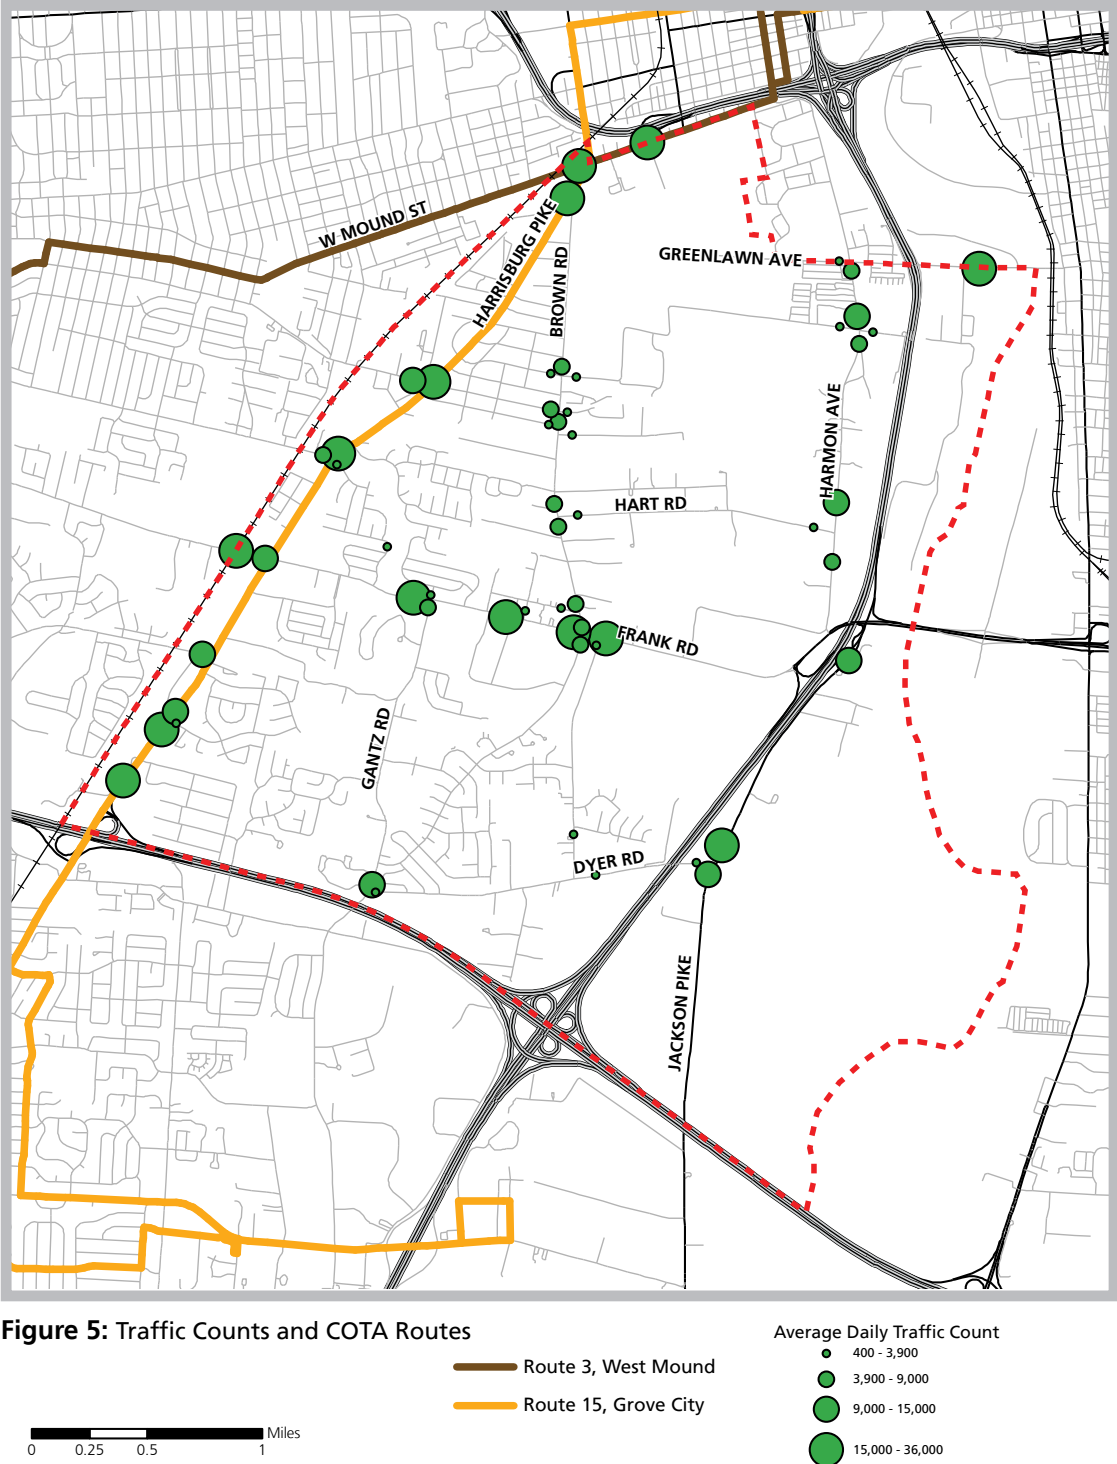 W MOUND ST
HARRISBURG PIKE
BROWN RD
GREENLAWN AVE
HARMON AVE
HART RD
FRANK RD
GANTZ RD
DYER RD
JACKSON PIKE
Figure 5: Traffic Counts and COTA Routes
Route 3, West Mound
Route 15, Grove City
Average Daily Traffic Count
400 - 3,900
3,900 - 9,000
9,000 - 15,000
15,000 - 36,000
Miles
0 0.25 0.5 1